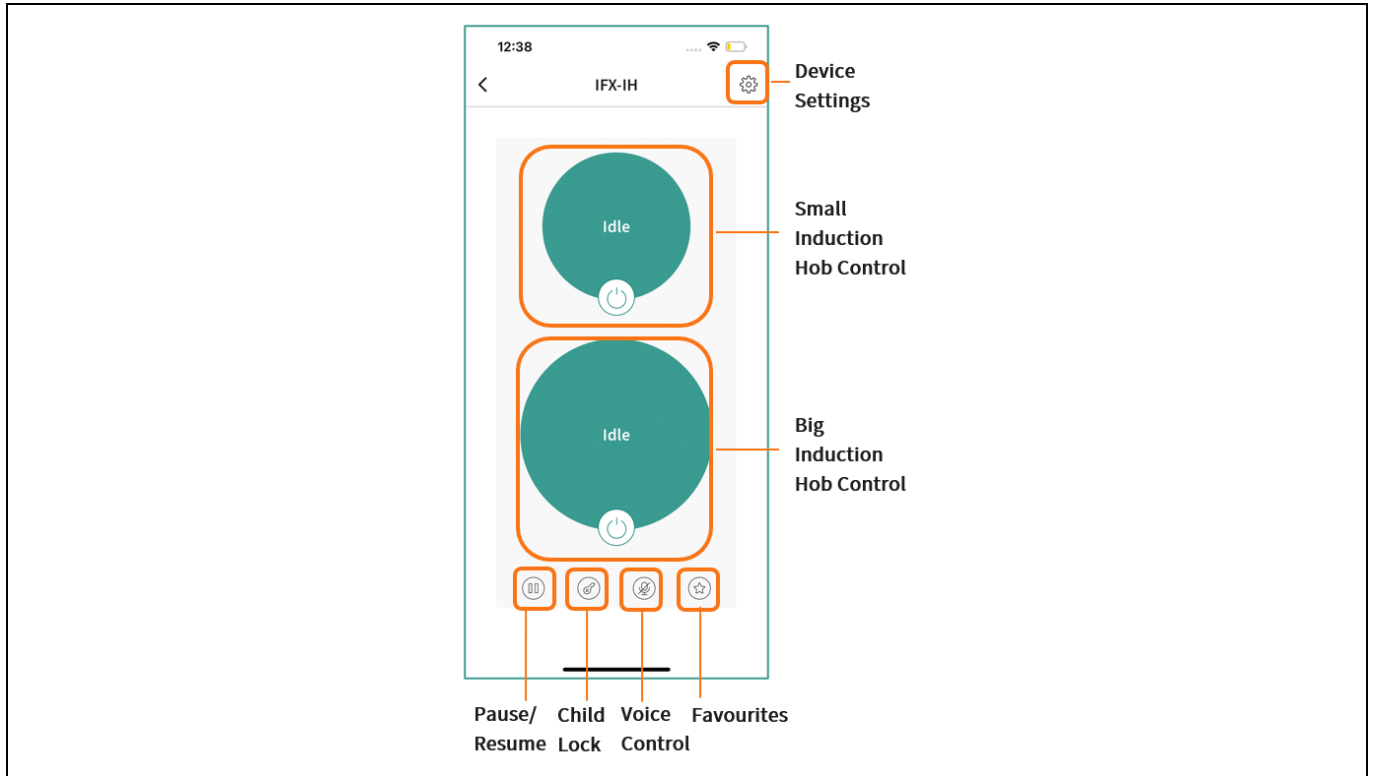 12:38
IFX-IH
Device
Settings
Idle
Small
Induction
Hob Control
Idle
Big
Induction
Hob Control
Pause/
Resume
Child
Lock
Voice
Control
Favourites